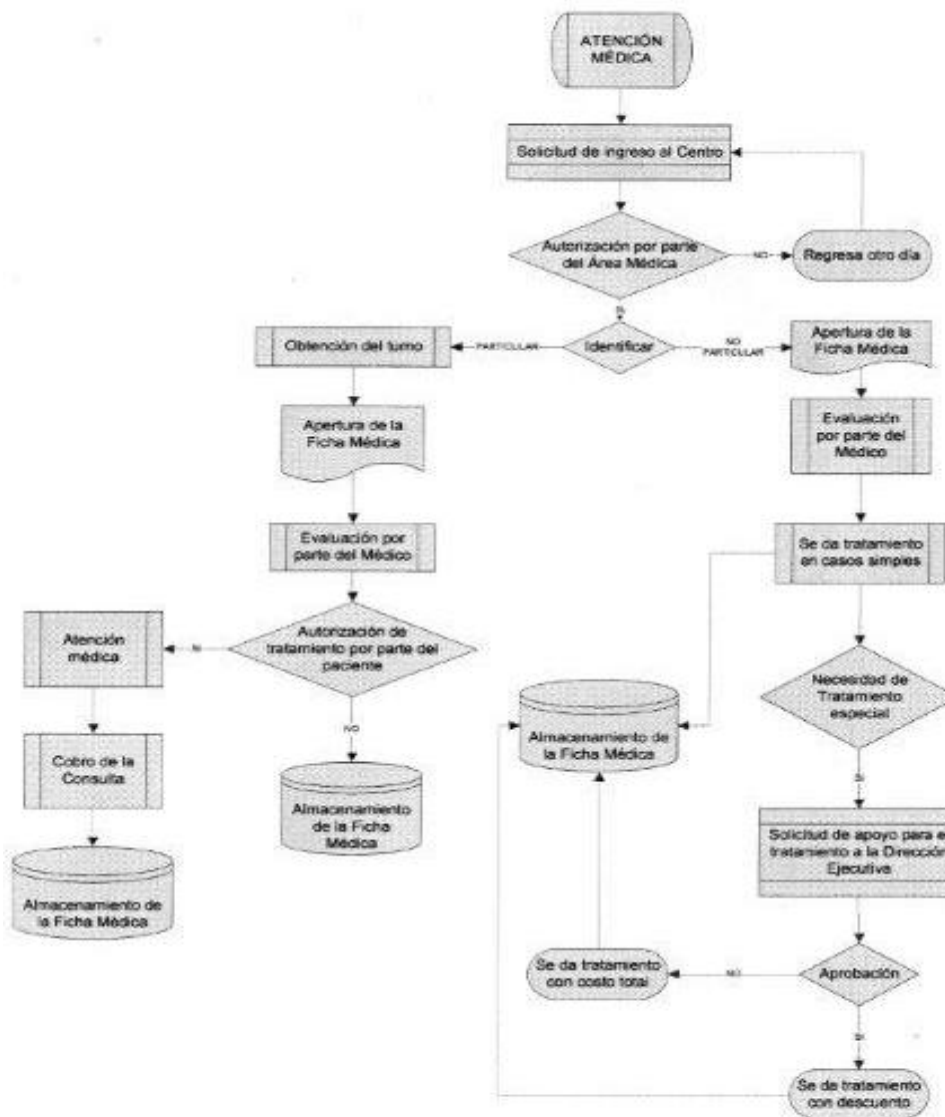 ATENCIÓN
MÉDICA
Solicitud de ingreso al Centro
Autorización por parte
del Área Médica
NO
Regresa otro día
SI
Obtención del turno
PARTICULAR
Identificar
NO
PARTICULAR
Apertura de la
Ficha Médica
Apertura de la
Ficha Médica
Evaluación
por parte del
Médico
Evaluación por
parte del Médico
Se da tratamiento
en casos simples
Atención
médica
SI
Autorización de
tratamiento por parte del
paciente
Necesidad de
Tratamiento
especial
NO
Almacenamiento de
la Ficha Médica
Cobro de la
Consulta
SI
Almacenamiento
de la Ficha
Médica
Solicitud de apoyo para e
tratamiento a la Dirección
Ejecutiva
Almacenamiento de
la Ficha Médica
Se da tratamiento
con costo total
NO
Aprobación
SI
Se da tratamiento
con descuento